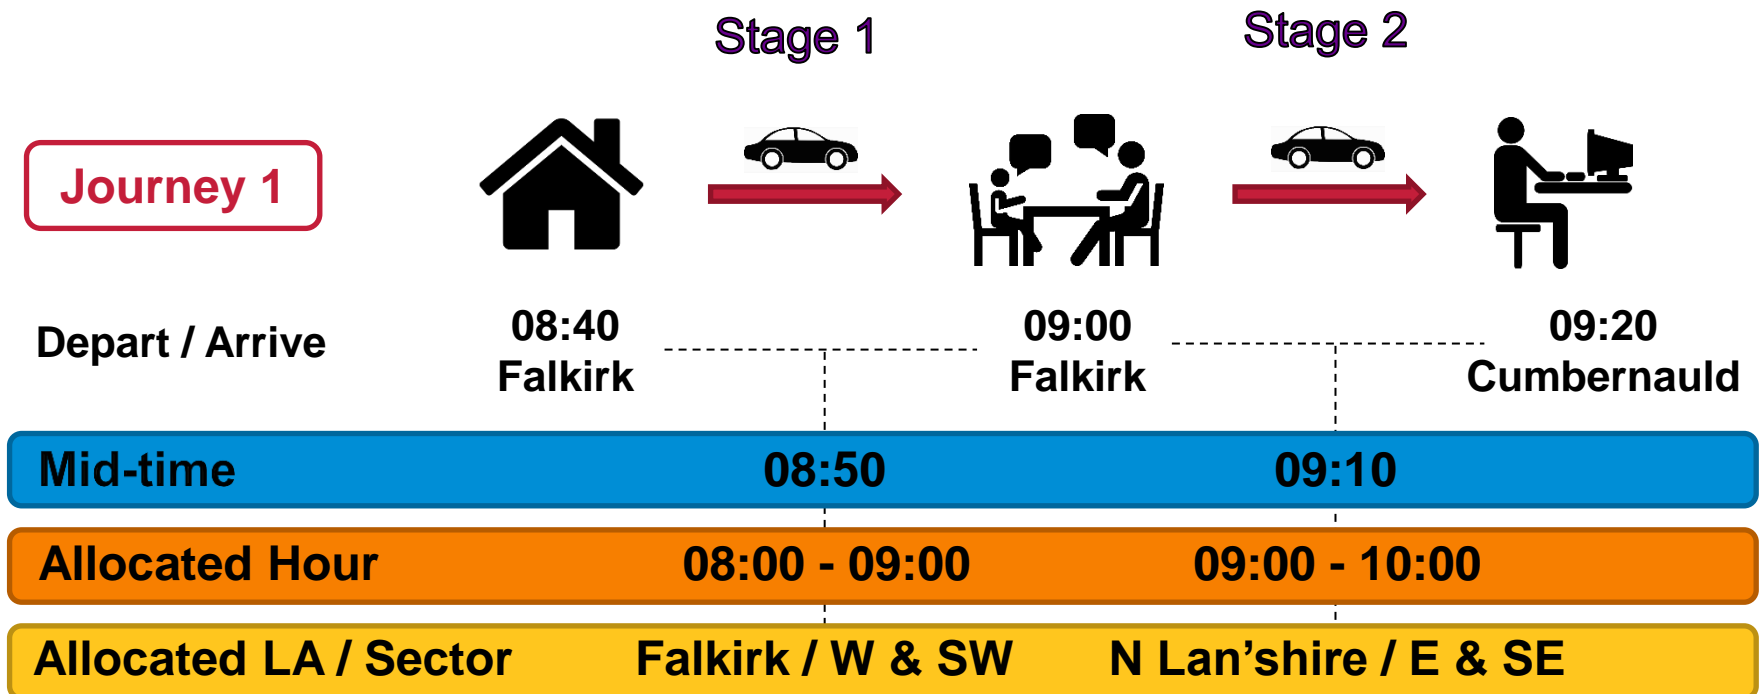 Stage 1
Stage 2
Journey 1
Depart / Arrive
08:40
Falkirk
09:00
Falkirk
09:20
Cumbernauld
Mid-time 08:50 09:10
Allocated Hour 08:00 - 09:00 09:00 - 10:00
Allocated LA / Sector Falkirk / W & SW N Lan'shire / E & SE